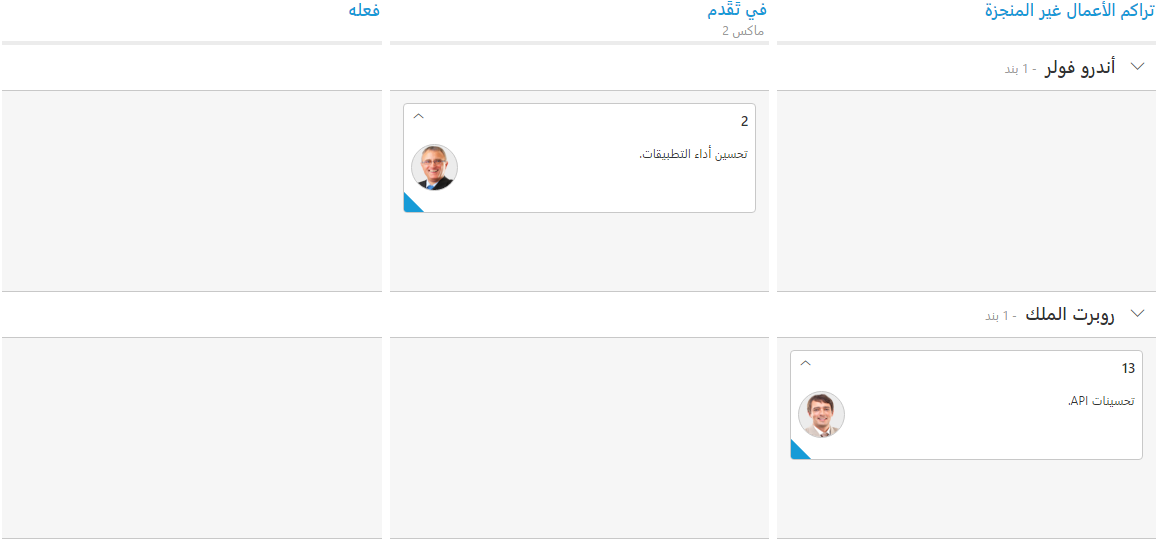 تراكم الأعمال غير المنجزة
في تَقَدم
ماكس 2
فعله
أندرو فولر - 1 بند
2
تحسين أداء التطبيقات.
روبرت الملك - 1 بند
13
تحسينات API.